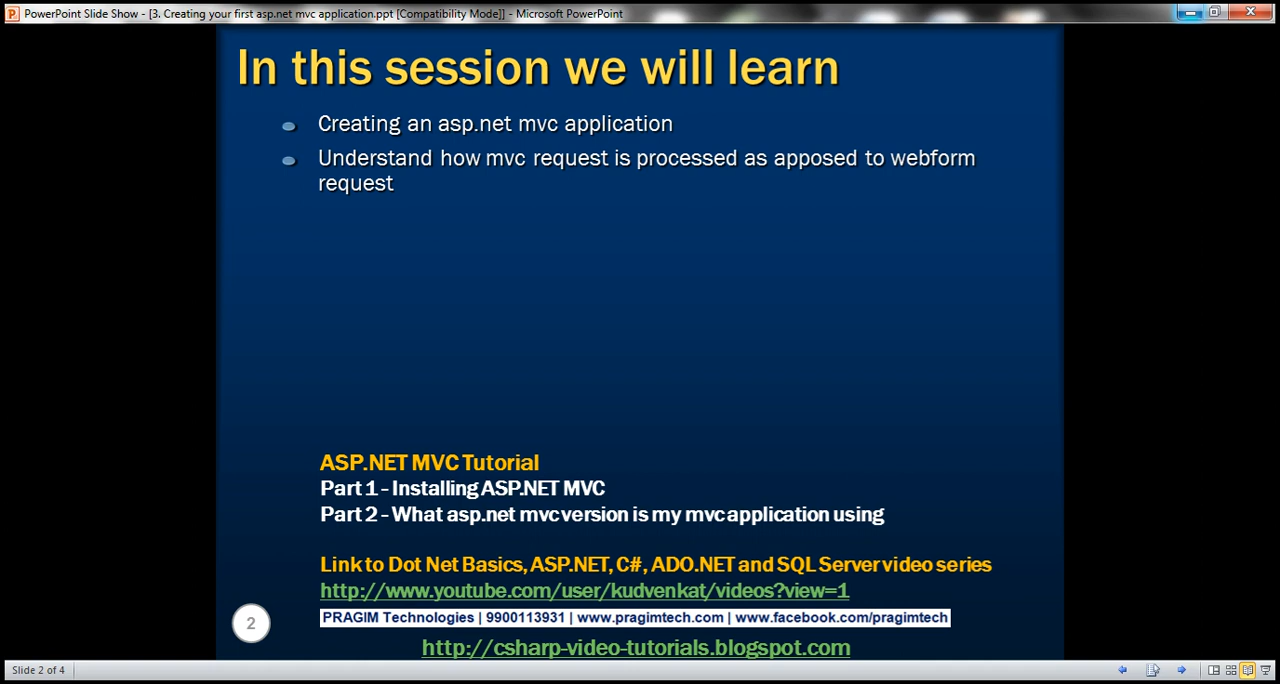 PowerPoint Slide Show - [3. Creating your first asp.net mvc application.ppt [Compatibility Mode]] - Microsoft PowerPoint
In this session we will learn
Creating an asp.net mvc application
Understand how mvc request is processed as apposed to webform
request
ASP.NET MVC Tutorial
Part 1 - Installing ASP.NET MVC
Part 2 - What asp.net mvc version is my mvc application using
Link to Dot Net Basics, ASP.NET, C#, ADO.NET and SQL Server video series
http://www.youtube.com/user/kudvenkat/videos?view=1
PRAGIM Technologies | 9900113931 | www.pragimtech.com | www.facebook.com/pragimtech
2
http://csharp-video-tutorials.blogspot.com
Slide 2 of 4